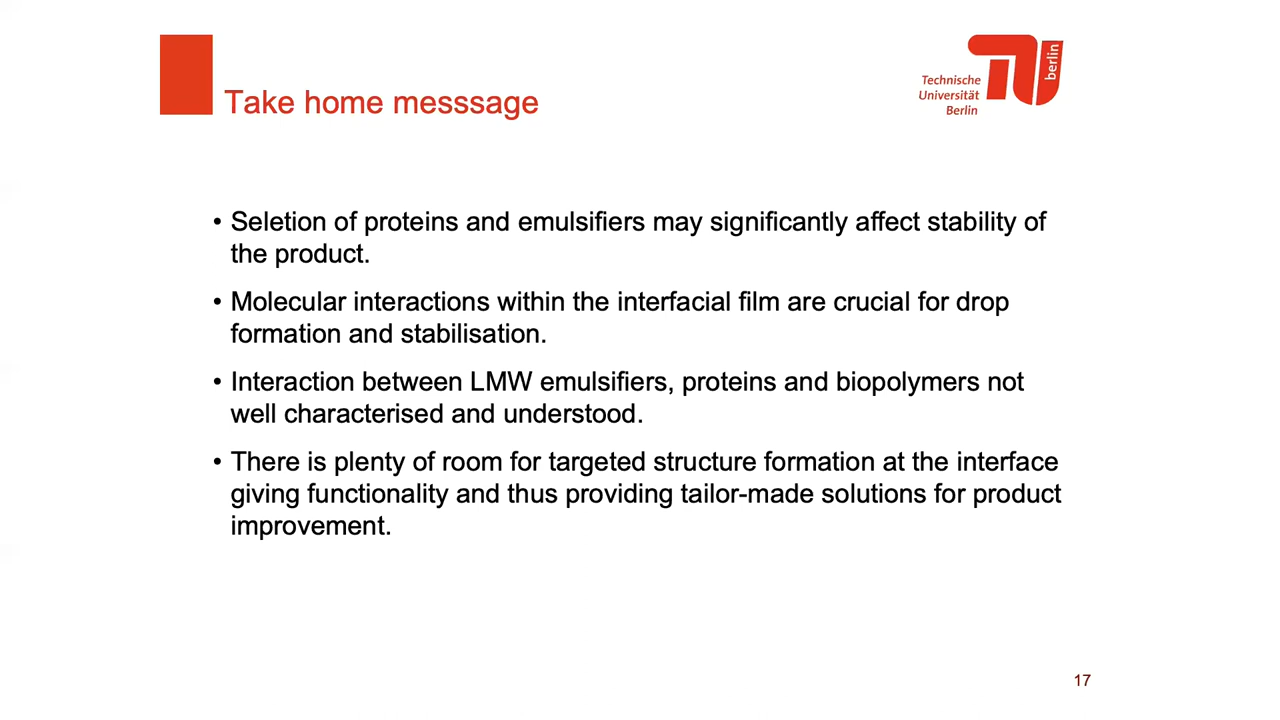 Take home messsage
Technische
Universität
Berlin
berlin
• Seletion of proteins and emulsifiers may significantly affect stability of
the product.
• Molecular interactions within the interfacial film are crucial for drop
formation and stabilisation.
• Interaction between LMW emulsifiers, proteins and biopolymers not
well characterised and understood.
• There is plenty of room for targeted structure formation at the interface
giving functionality and thus providing tailor-made solutions for product
improvement.
17